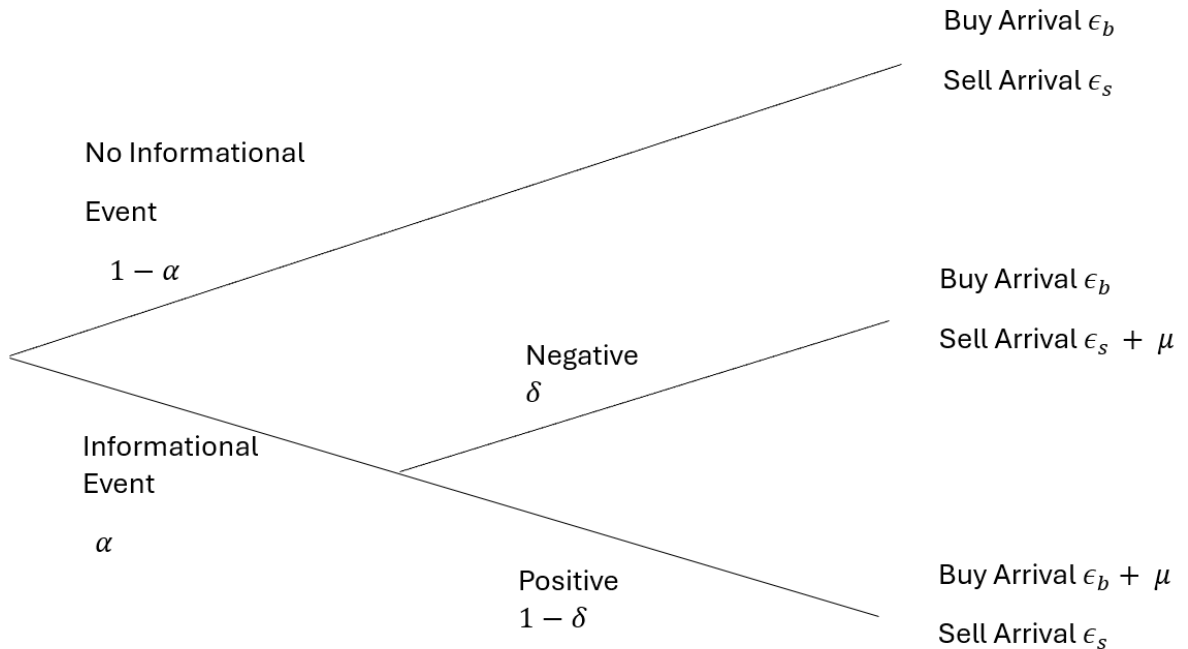 Buy Arrival ϵ_b
Sell Arrival ϵ_s
No Informational
Event
1 − α
Buy Arrival ϵ_b
Sell Arrival ϵ_s + μ
Negative
δ
Informational
Event
α
Positive
1 − δ
Buy Arrival ϵ_b + μ
Sell Arrival ϵ_s